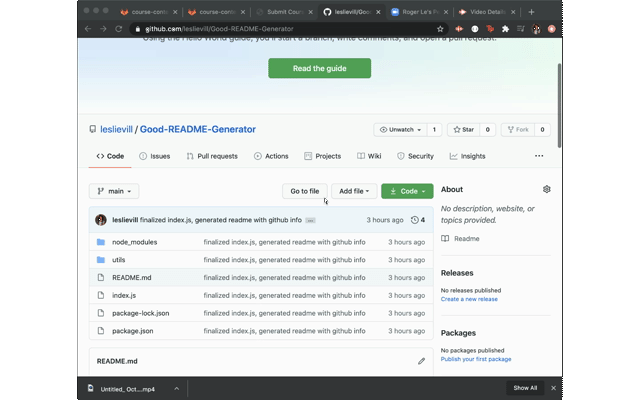 course-cons
course-cons
Submit Cour
leslievill/Goo
Roger Le's Pe
Video Detai
github.com/leslievill/Good-README-Generator
Using the Hello World guide, you'll start a branch, write comments, and open a pull request.
Read the guide
leslievill / Good-README-Generator
Unwatch 1
Star 0
Fork 0
Code
Issues
Pull requests
Actions
Projects
Wiki
Security
Insights
main
Go to file
Add file
Code
leslievill finalized index.js, generated readme with github info
3 hours ago
4
node_modules finalized index.js, generated readme with github info 3 hours ago
utils finalized index.js, generated readme with github info 3 hours ago
README.md finalized index.js, generated readme with github info 3 hours ago
index.js finalized index.js, generated readme with github info 3 hours ago
package-lock.json finalized index.js, generated readme with github info 3 hours ago
package.json finalized index.js, generated readme with github info 3 hours ago
README.md
About
No description, website, or
topics provided.
Readme
Releases
No releases published
Create a new release
Packages
No packages published
Publish your first package
Untitled_ Oct....mp4
Show All